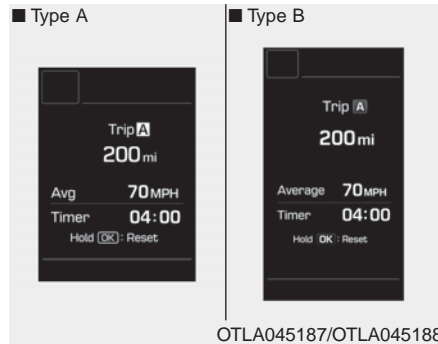 ■ Type A
Trip A
200 mi
Avg 70 MPH
Timer 04:00
Hold OK : Reset
■ Type B
Trip A
200 mi
Average 70 MPH
Timer 04:00
Hold OK : Reset
OTLA045187/OTLA045188